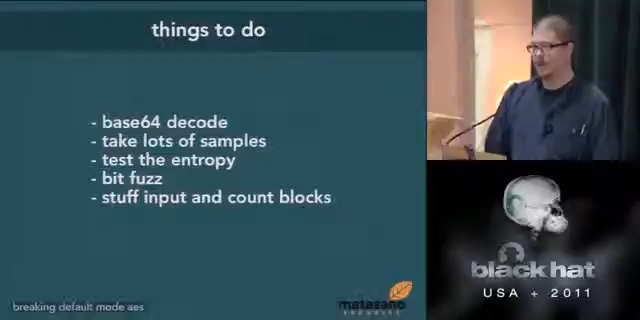 things to do
- base64 decode
- take lots of samples
- test the entropy
- bit fuzz
- stuff input and count blocks
breaking default mode aes
matasano
SECURITY
black hat
USA + 2011